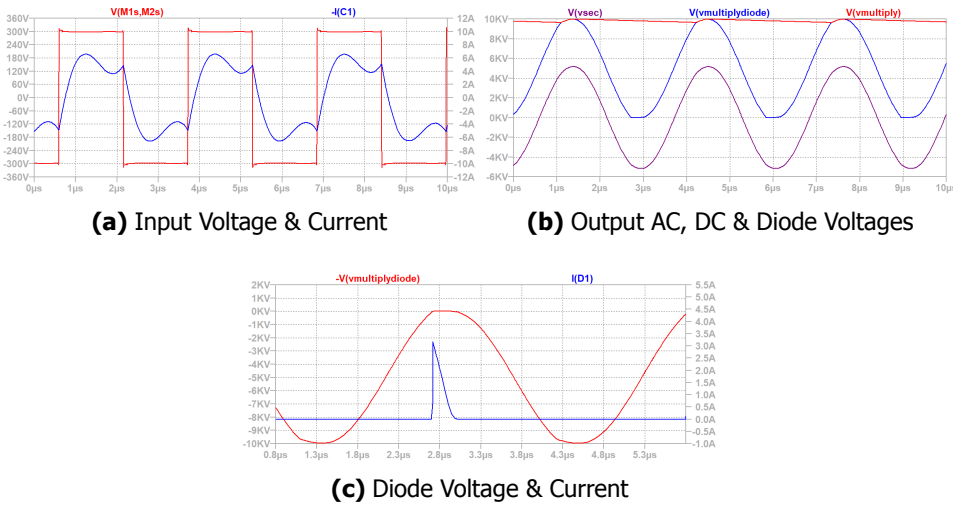 V(M1s,M2s) -I(C1)
360V 12A
300V 10A
240V 8A
180V 6A
120V 4A
60V 2A
0V 0A
-60V -2A
-120V -4A
-180V -6A
-240V -8A
-300V -10A
-360V -12A
0µs 1µs 2µs 3µs 4µs 5µs 6µs 7µs 8µs 9µs 10µs
(a) Input Voltage & Current
V(vsec) V(vmultiplydiode) V(vmultiply)
10KV
8KV
6KV
4KV
2KV
0KV
-2KV
-4KV
-6KV
0µs 1µs 2µs 3µs 4µs 5µs 6µs 7µs 8µs 9µs 10µs
(b) Output AC, DC & Diode Voltages
-V(vmultiplydiode) I(D1)
2KV 5.5A
1KV 5.0A
0KV 4.5A
-1KV 4.0A
-2KV 3.5A
-3KV 3.0A
-4KV 2.5A
-5KV 2.0A
-6KV 1.5A
-7KV 1.0A
-8KV 0.5A
-9KV 0.0A
-10KV -0.5A
-1.0A
0.8µs 1.3µs 1.8µs 2.3µs 2.8µs 3.3µs 3.8µs 4.3µs 4.8µs 5.3µs
(c) Diode Voltage & Current